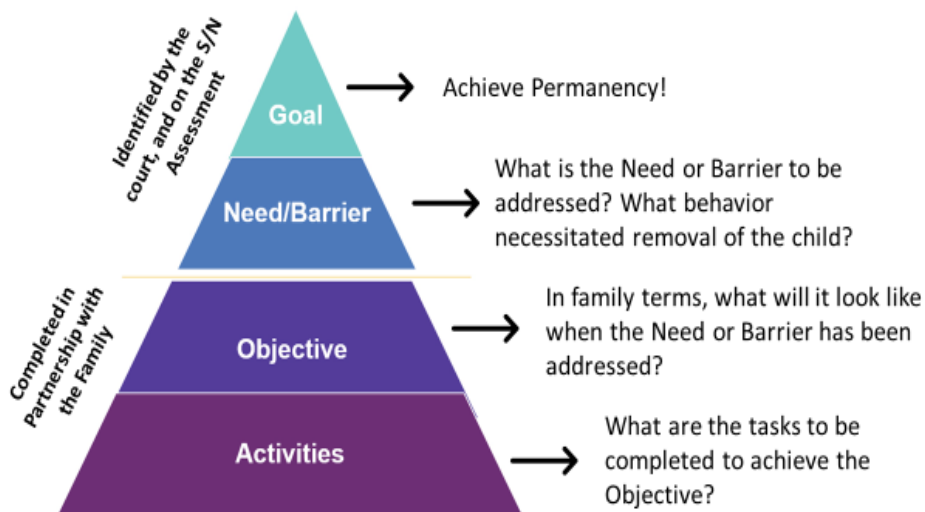 Identified by the
court, and on the S/N
Assessment
Goal
Achieve Permanency!
Need/Barrier
What is the Need or Barrier to be
addressed? What behavior
necessitated removal of the child?
Completed in
Partnership with
the Family
Objective
In family terms, what will it look like
when the Need or Barrier has been
addressed?
Activities
What are the tasks to be
completed to achieve the
Objective?